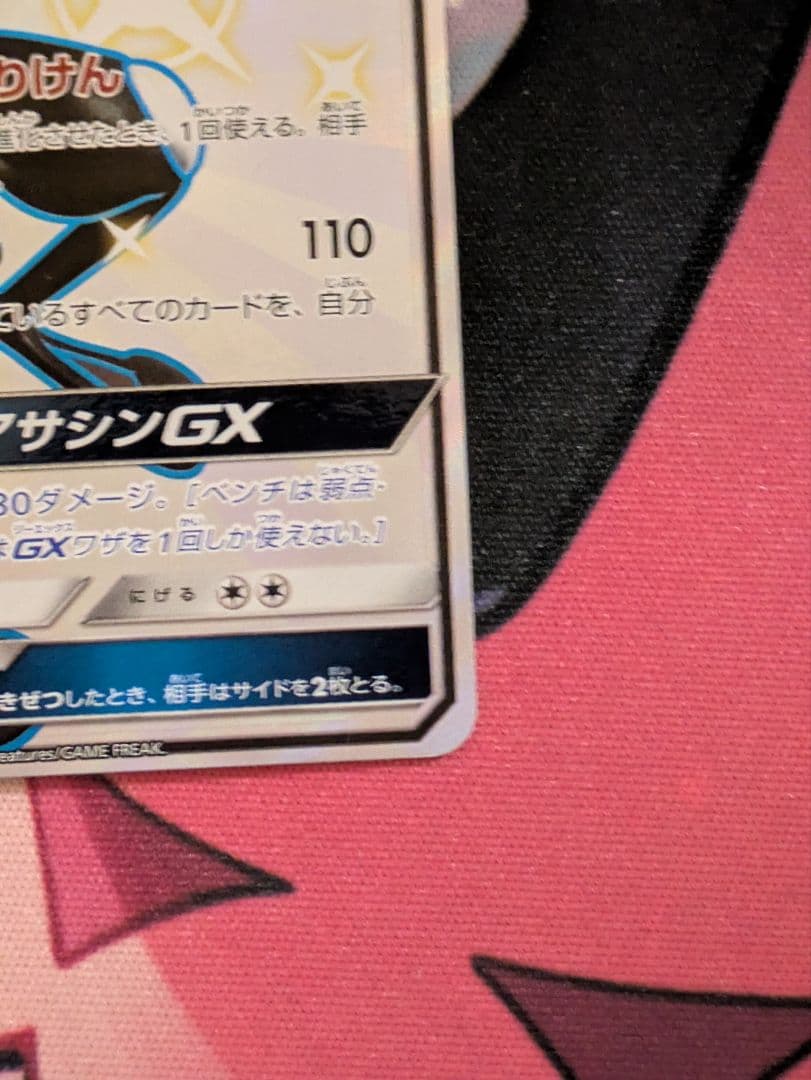 りけん
進化させたとき、1回使える。相手
110
ているすべてのカードを、自分
アサシンGX
30ダメージ。[ベンチは弱点・
はGXワザを1回しか使えない。]
にげる
きぜつしたとき、相手はサイドを2枚とる。
eatures/GAME FREAK.